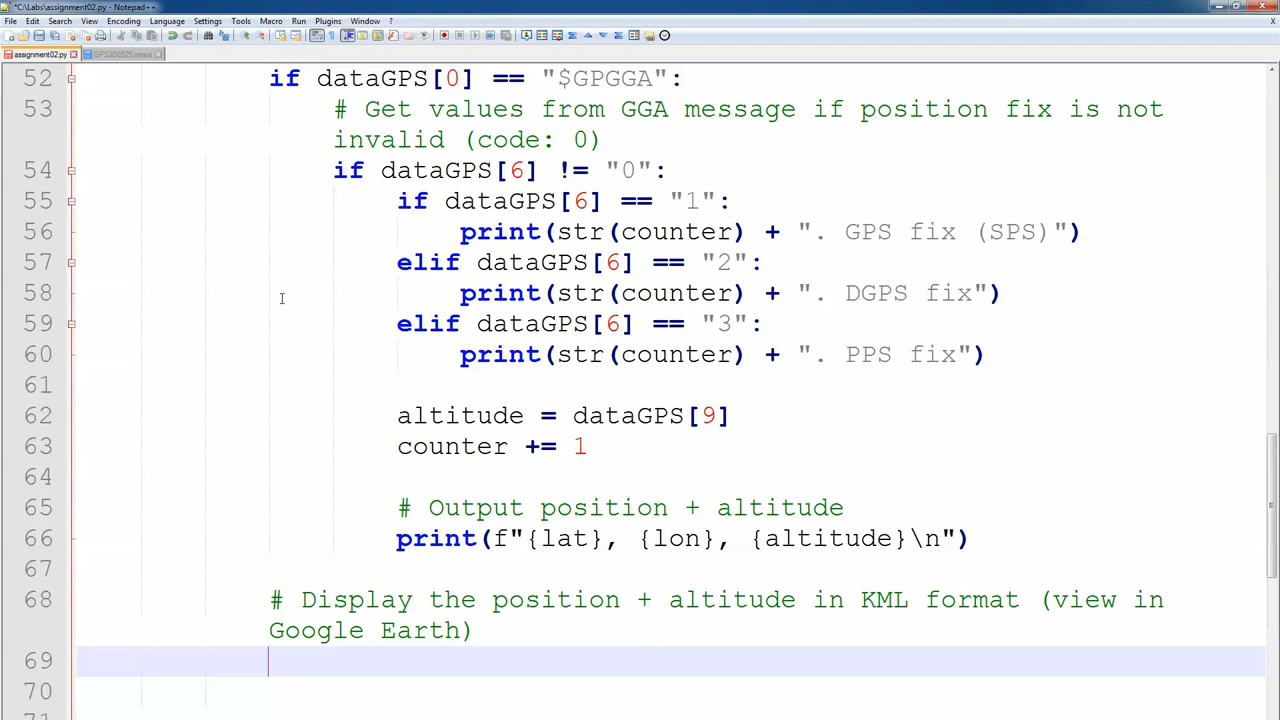 *C:\Labs\assignment02.py - Notepad++
File Edit Search View Encoding Language Settings Tools Macro Run Plugins Window ?
assignment02.py GPS200525.nmea
52 if dataGPS[0] == "$GPGGA":
53 # Get values from GGA message if position fix is not
invalid (code: 0)
54 if dataGPS[6] != "0":
55 if dataGPS[6] == "1":
56 print(str(counter) + ". GPS fix (SPS)")
57 elif dataGPS[6] == "2":
58 print(str(counter) + ". DGPS fix")
59 elif dataGPS[6] == "3":
60 print(str(counter) + ". PPS fix")
61
62 altitude = dataGPS[9]
63 counter += 1
64
65 # Output position + altitude
66 print(f"{lat}, {lon}, {altitude}\n")
67
68 # Display the position + altitude in KML format (view in
Google Earth)
69
70
71